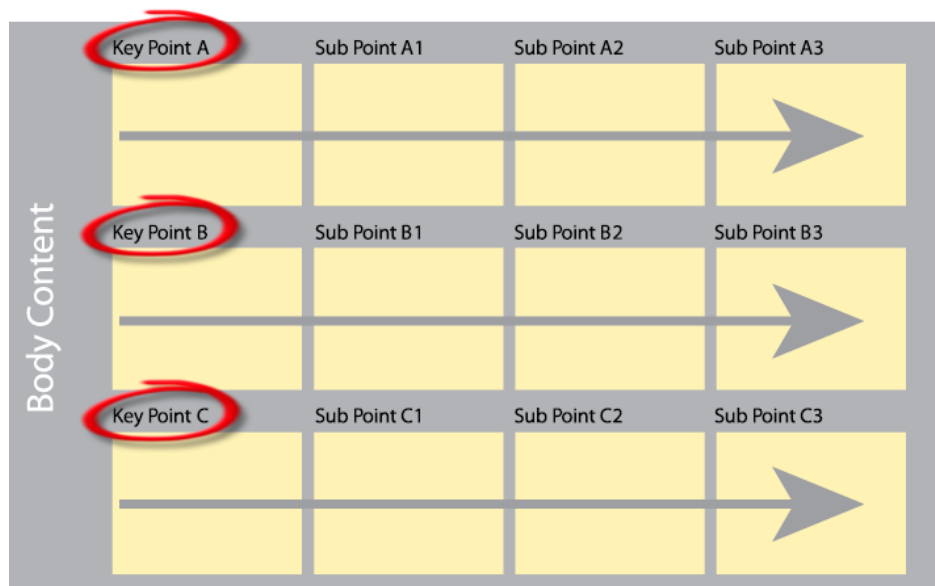 Key Point A Sub Point A1 Sub Point A2 Sub Point A3
Key Point B Sub Point B1 Sub Point B2 Sub Point B3
Key Point C Sub Point C1 Sub Point C2 Sub Point C3
Body Content